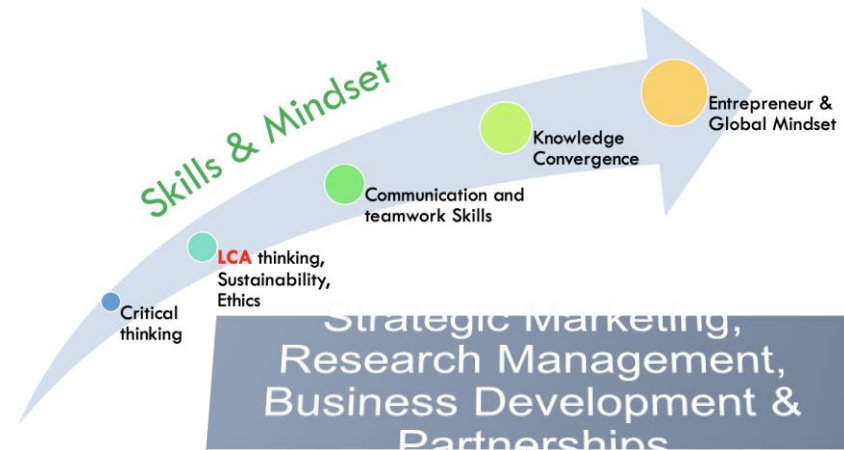 Skills & Mindset
Critical
thinking
LCA thinking,
Sustainability,
Ethics
Communication and
teamwork Skills
Knowledge
Convergence
Entrepreneur &
Global Mindset
Strategic Marketing,
Research Management,
Business Development &
Partnerships